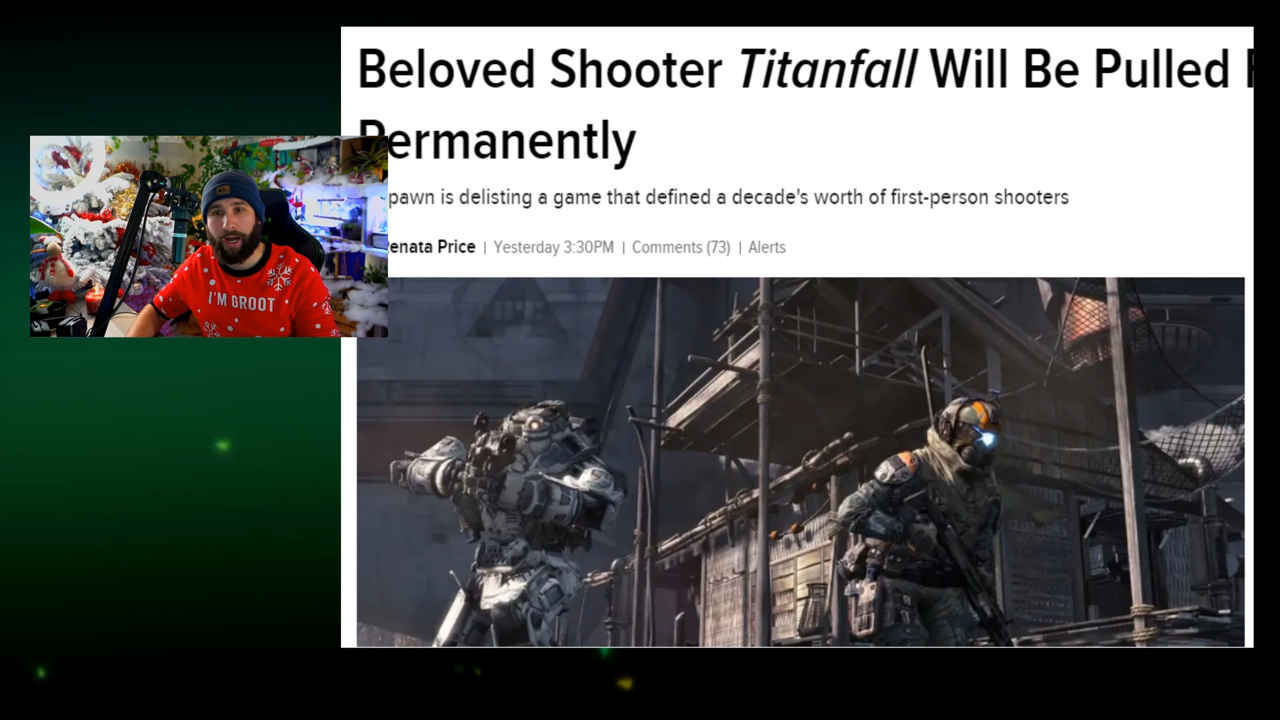 Beloved Shooter Titanfall Will Be Pulled
Permanently
pawn is delisting a game that defined a decade's worth of first-person shooters
enata Price | Yesterday 3:30PM | Comments (73) | Alerts
I'M GROOT